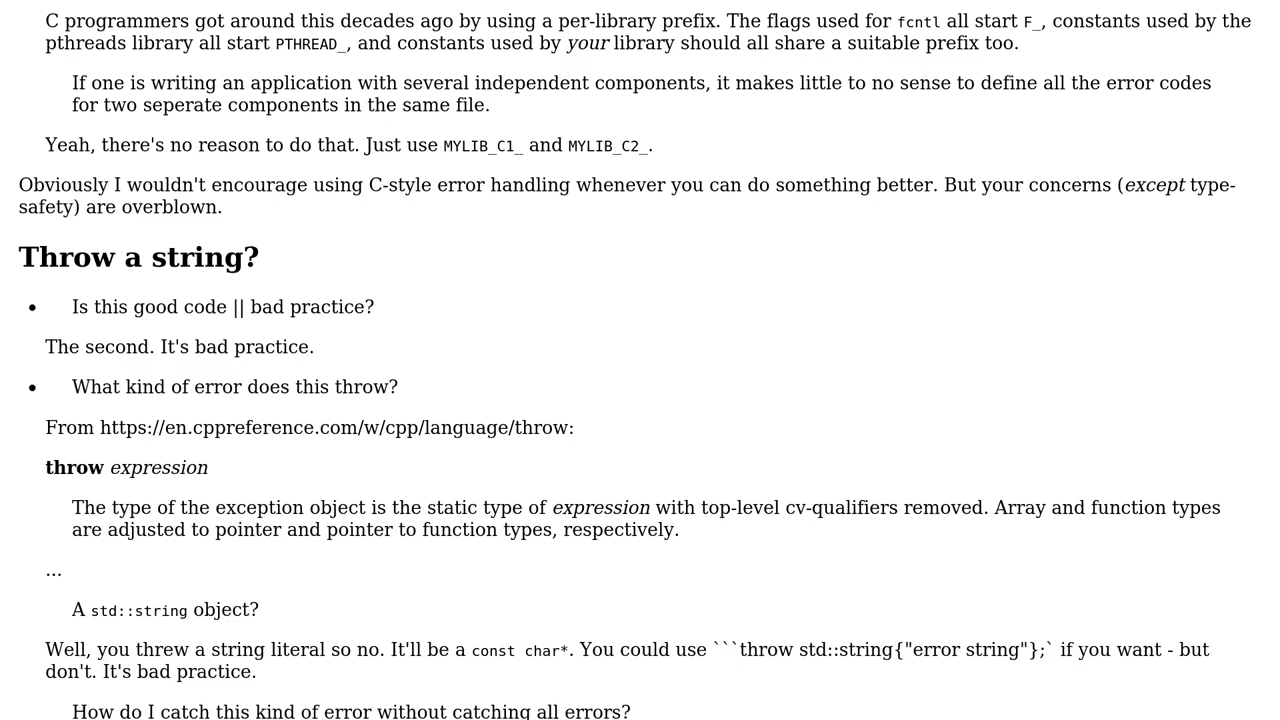 C programmers got around this decades ago by using a per-library prefix. The flags used for fcntl all start F_, constants used by the
pthreads library all start PTHREAD_, and constants used by your library should all share a suitable prefix too.
If one is writing an application with several independent components, it makes little to no sense to define all the error codes
for two seperate components in the same file.
Yeah, there's no reason to do that. Just use MYLIB_C1_ and MYLIB_C2_.
Obviously I wouldn't encourage using C-style error handling whenever you can do something better. But your concerns (except type-
safety) are overblown.
Throw a string?
• Is this good code || bad practice?
The second. It's bad practice.
• What kind of error does this throw?
From https://en.cppreference.com/w/cpp/language/throw:
throw expression
The type of the exception object is the static type of expression with top-level cv-qualifiers removed. Array and function types
are adjusted to pointer and pointer to function types, respectively.
...
A std::string object?
Well, you threw a string literal so no. It'll be a const char*. You could use ```throw std::string{"error string"};` if you want - but
don't. It's bad practice.
How do I catch this kind of error without catching all errors?